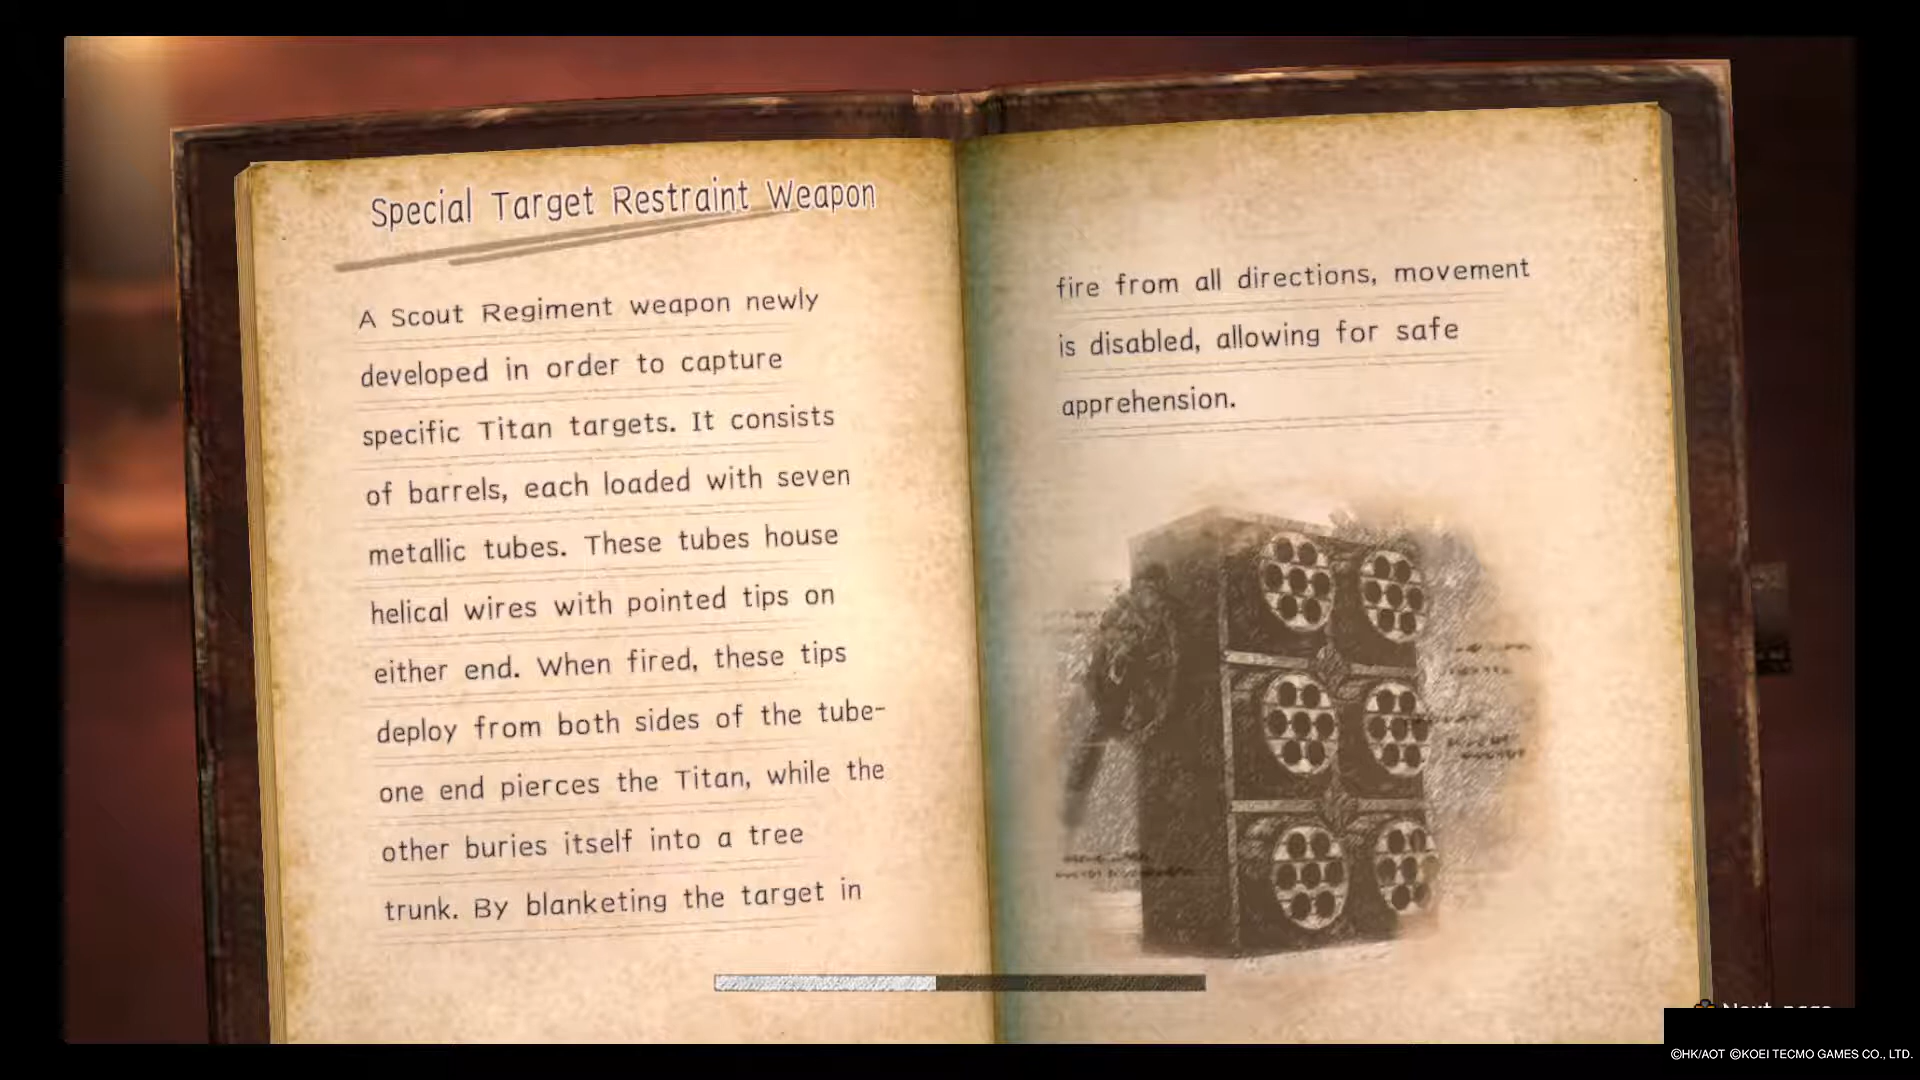 Special Target Restraint Weapon
A Scout Regiment weapon newly
developed in order to capture
specific Titan targets. It consists
of barrels, each loaded with seven
metallic tubes. These tubes house
helical wires with pointed tips on
either end. When fired, these tips
deploy from both sides of the tube-
one end pierces the Titan, while the
other buries itself into a tree
trunk. By blanketing the target in
fire from all directions, movement
is disabled, allowing for safe
apprehension.
Next page
©HK/AOT ©KOEI TECMO GAMES CO., LTD.